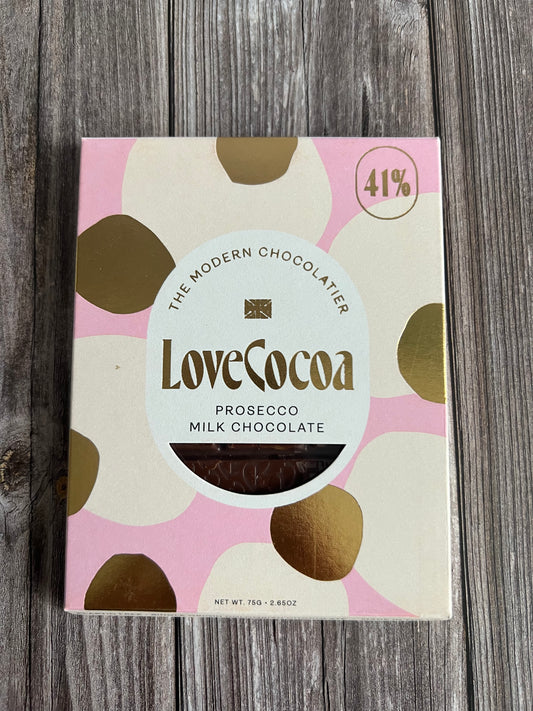 41%
THE MODERN CHOCOLATIER
LoveCocoa
PROSECCO
MILK CHOCOLATE
NET WT. 75G • 2.65OZ